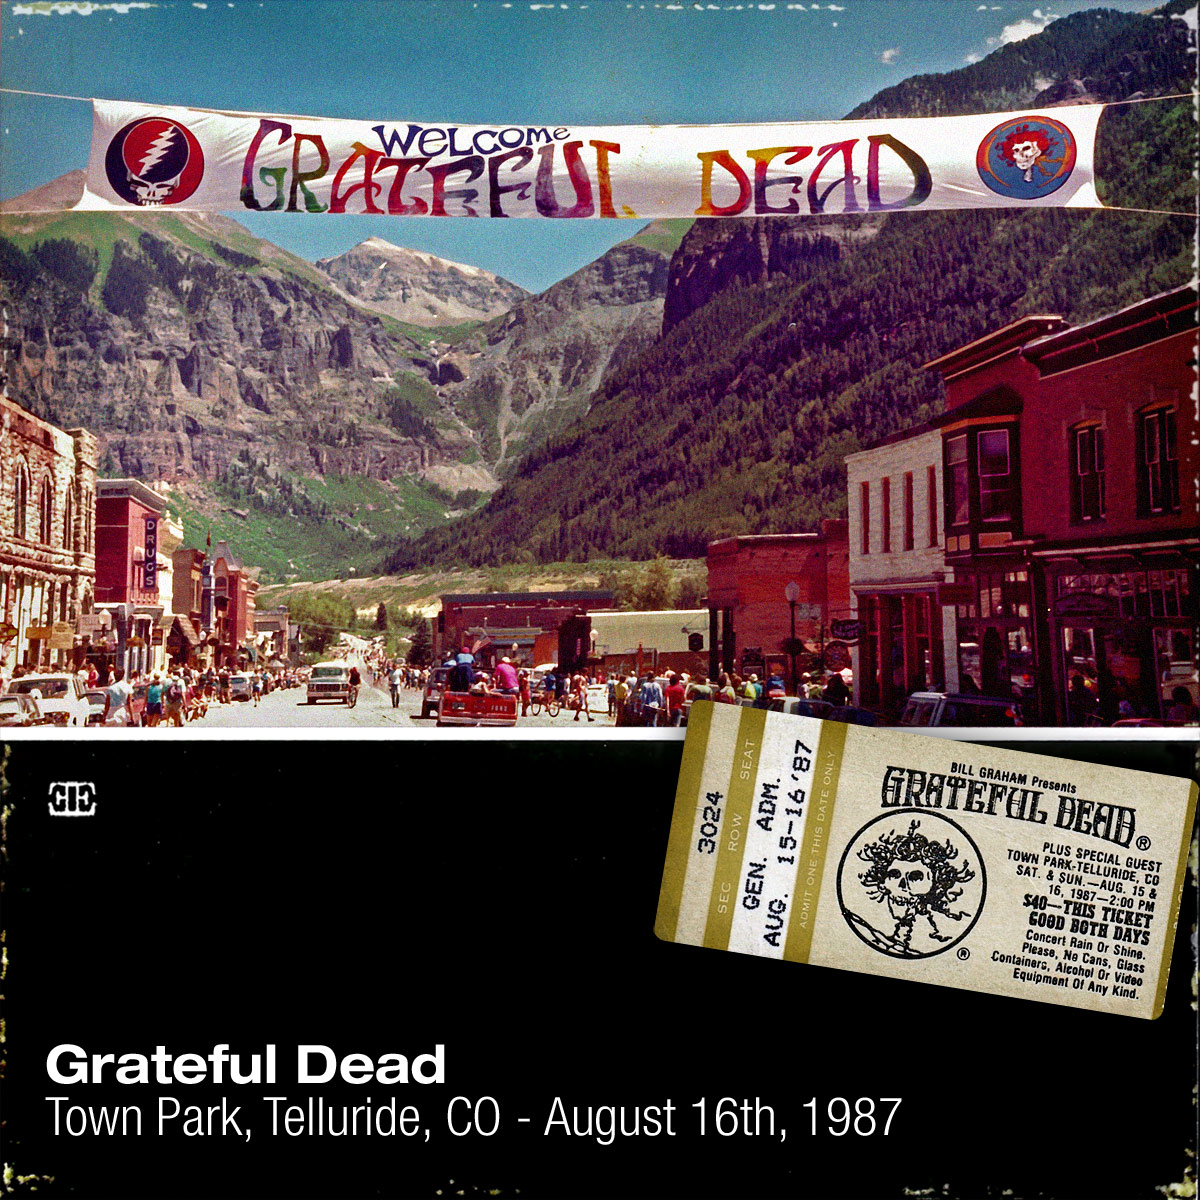 WELCOME
GRATEFUL DEAD
DRUGS
FORD
3024
SEC ROW SEAT
GEN. ADM.
AUG. 15-16'87
ADMIT ONE THIS DATE ONLY
BILL GRAHAM Presents
GRATEFUL DEAD®
PLUS SPECIAL GUEST
TOWN PARK-TELLURIDE, CO
SAT. & SUN.—AUG. 15 &
16, 1987—2:00 PM
$40—THIS TICKET
GOOD BOTH DAYS
Concert Rain Or Shine.
Please, No Cans, Glass
Containers, Alcohol Or Video
Equipment Of Any Kind.
®
Grateful Dead
Town Park, Telluride, CO - August 16th, 1987